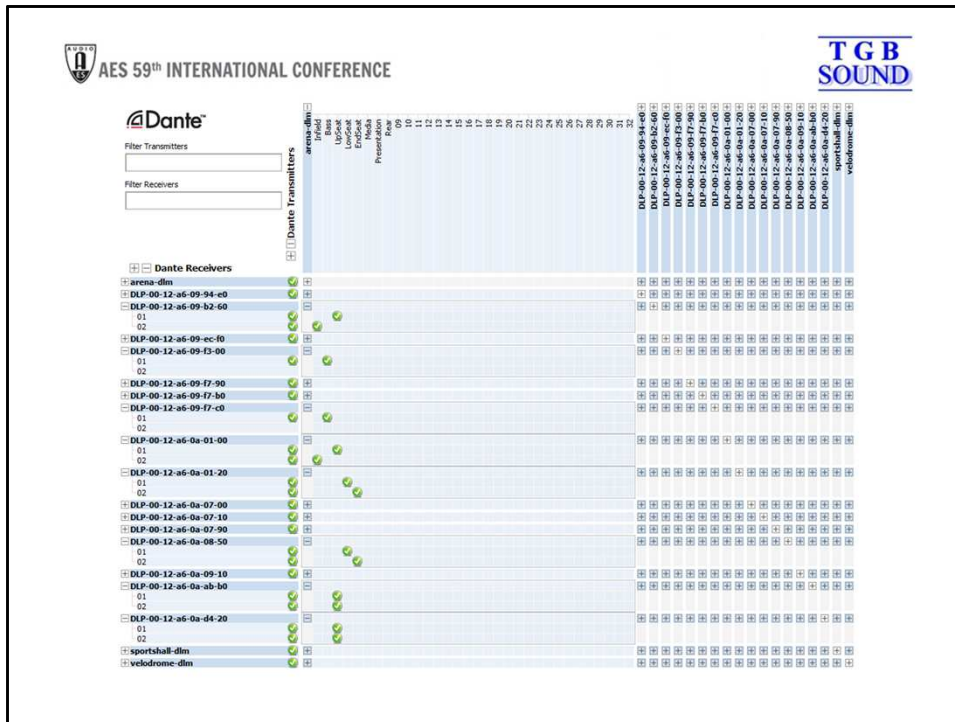 AUDIO
AES
AES 59th INTERNATIONAL CONFERENCE
TGB
SOUND
Dante™
Filter Transmitters
Filter Receivers
Dante Transmitters
arena-dlm
Infield
Bass
UpSeat
LowSeat
EndSeat
Media
Presentation
Rear
09
10
11
12
13
14
15
16
17
18
19
20
21
22
23
24
25
26
27
28
29
30
31
32
DLP-00-12-a6-09-94-e0
DLP-00-12-a6-09-b2-60
DLP-00-12-a6-09-ec-f0
DLP-00-12-a6-09-f3-00
DLP-00-12-a6-09-f7-90
DLP-00-12-a6-09-f7-b0
DLP-00-12-a6-09-f7-c0
DLP-00-12-a6-0a-01-00
DLP-00-12-a6-0a-01-20
DLP-00-12-a6-0a-07-00
DLP-00-12-a6-0a-07-10
DLP-00-12-a6-0a-07-90
DLP-00-12-a6-0a-08-50
DLP-00-12-a6-0a-09-10
DLP-00-12-a6-0a-ab-b0
DLP-00-12-a6-0a-d4-20
sportshall-dlm
velodrome-dlm
Dante Receivers
arena-dlm
DLP-00-12-a6-09-94-e0
DLP-00-12-a6-09-b2-60
01
02
DLP-00-12-a6-09-ec-f0
DLP-00-12-a6-09-f3-00
01
02
DLP-00-12-a6-09-f7-90
DLP-00-12-a6-09-f7-b0
DLP-00-12-a6-09-f7-c0
01
02
DLP-00-12-a6-0a-01-00
01
02
DLP-00-12-a6-0a-01-20
01
02
DLP-00-12-a6-0a-07-00
DLP-00-12-a6-0a-07-10
DLP-00-12-a6-0a-07-90
DLP-00-12-a6-0a-08-50
01
02
DLP-00-12-a6-0a-09-10
DLP-00-12-a6-0a-ab-b0
01
02
DLP-00-12-a6-0a-d4-20
01
02
sportshall-dlm
velodrome-dlm